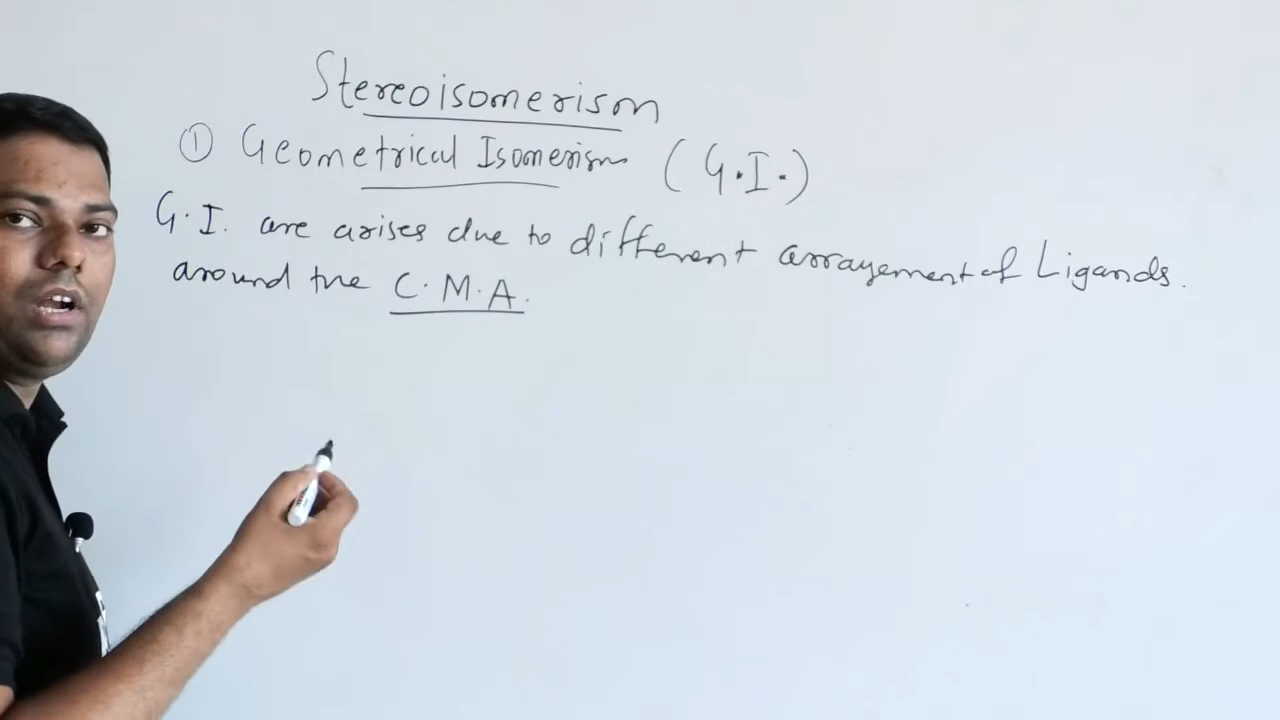 Stereoisomerism
① Geometrical Isomerism (G.I.)
G.I. are arises due to different arrayement of Ligands.
around the C.M.A.